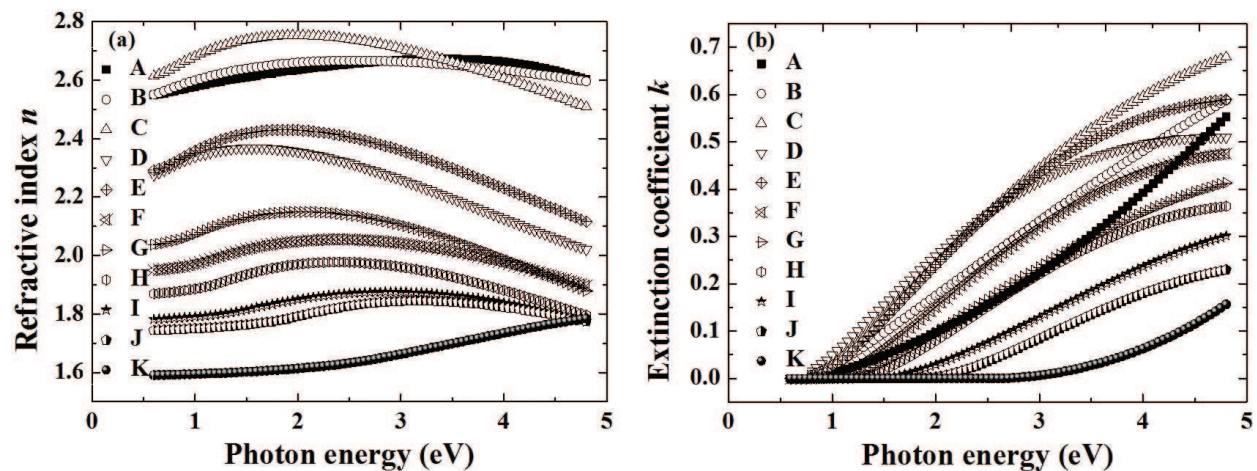 (a)
A
B
C
D
E
F
G
H
I
J
K
Refractive index n
2.8
2.6
2.4
2.2
2.0
1.8
1.6
0 1 2 3 4 5
Photon energy (eV)
(b)
A
B
C
D
E
F
G
H
I
J
K
Extinction coefficient k
0.7
0.6
0.5
0.4
0.3
0.2
0.1
0.0
0 1 2 3 4 5
Photon energy (eV)